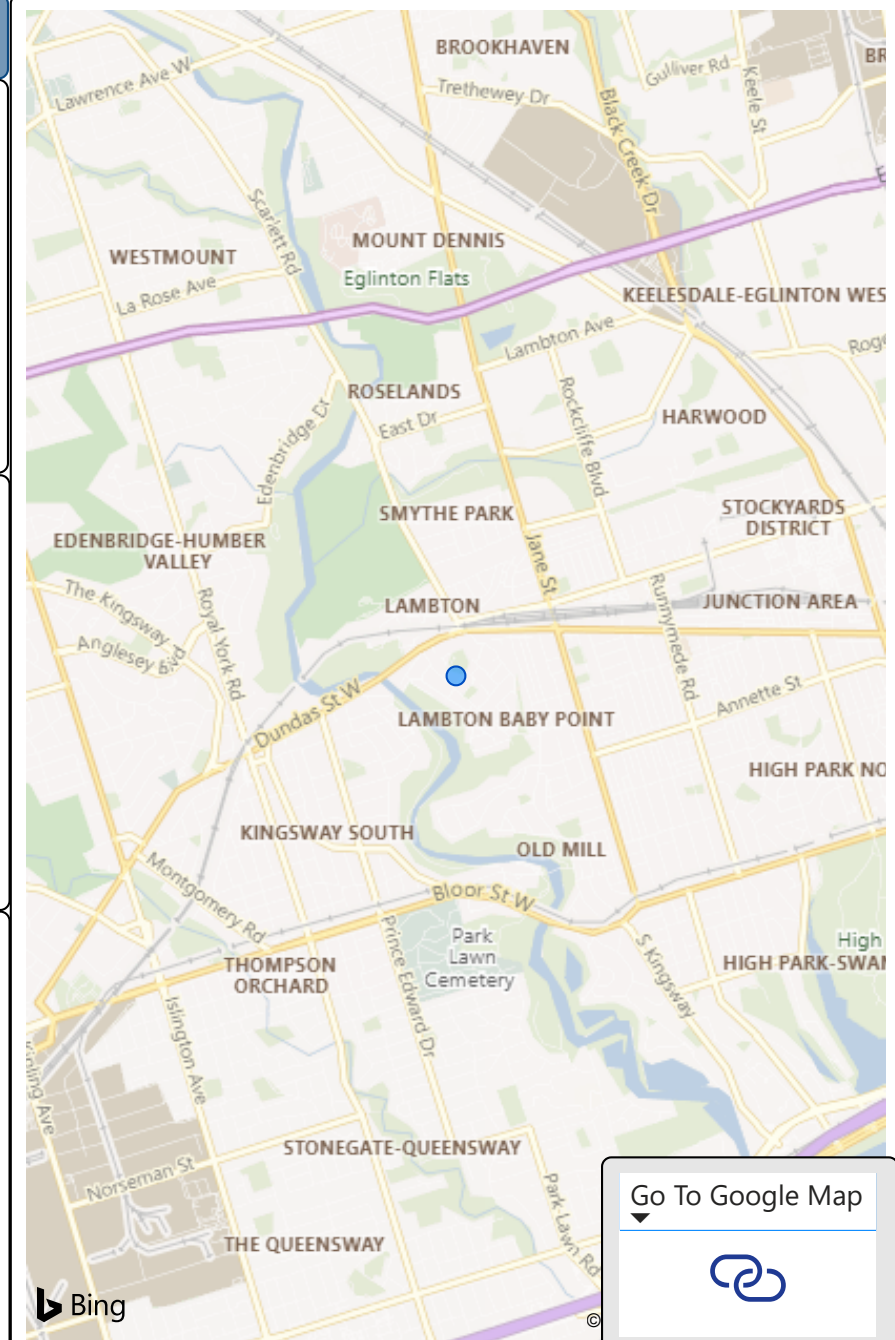 BROOKHAVEN
BR
Gulliver Rd
Keele St
Lawrence Ave W
Trethewey Dr
Black Creek Dr
Scarlett Rd
MOUNT DENNIS
WESTMOUNT
Eglinton Flats
La Rose Ave
KEELESDALE-EGLINTON WES
Lambton Ave
Roge
ROSELANDS
Rockcliffe Blvd
HARWOOD
East Dr
Edenbridge Dr
SMYTHE PARK
STOCKYARDS
DISTRICT
EDENBRIDGE-HUMBER
VALLEY
Jane St
The Kingsway
Royal York Rd
LAMBTON
Runnymede Rd
JUNCTION AREA
Anglesey Blvd
Dundas St W
Annette St
LAMBTON BABY POINT
HIGH PARK NO
KINGSWAY SOUTH
OLD MILL
Montgomery Rd
Bloor St W
Prince Edward Dr
Park
Lawn
Cemetery
S Kingsway
High
HIGH PARK-SWAN
THOMPSON
ORCHARD
Islington Ave
Kipling Ave
STONEGATE-QUEENSWAY
Norseman St
Park Lawn Rd
THE QUEENSWAY
Go To Google Map
Bing
©